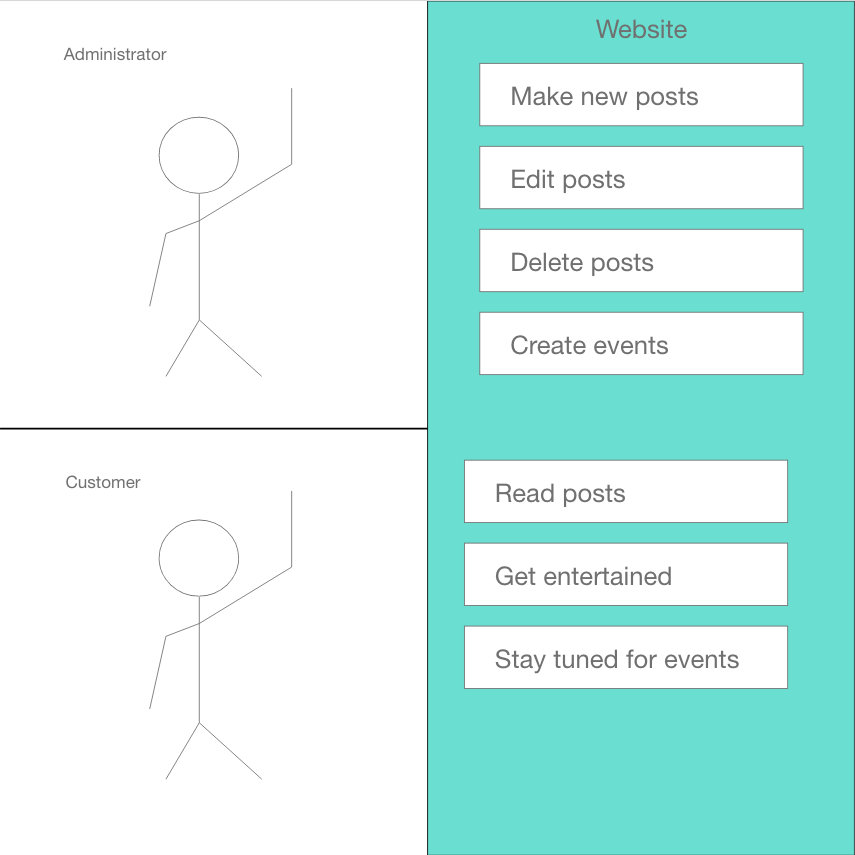 Website
Administrator
Make new posts
Edit posts
Delete posts
Create events
Customer
Read posts
Get entertained
Stay tuned for events